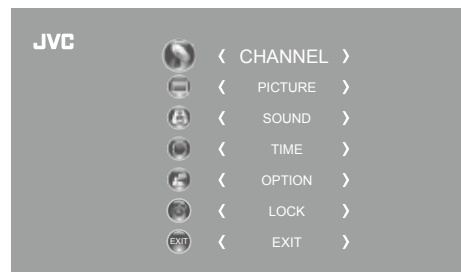 JVC
CHANNEL
PICTURE
SOUND
TIME
OPTION
LOCK
EXIT EXIT